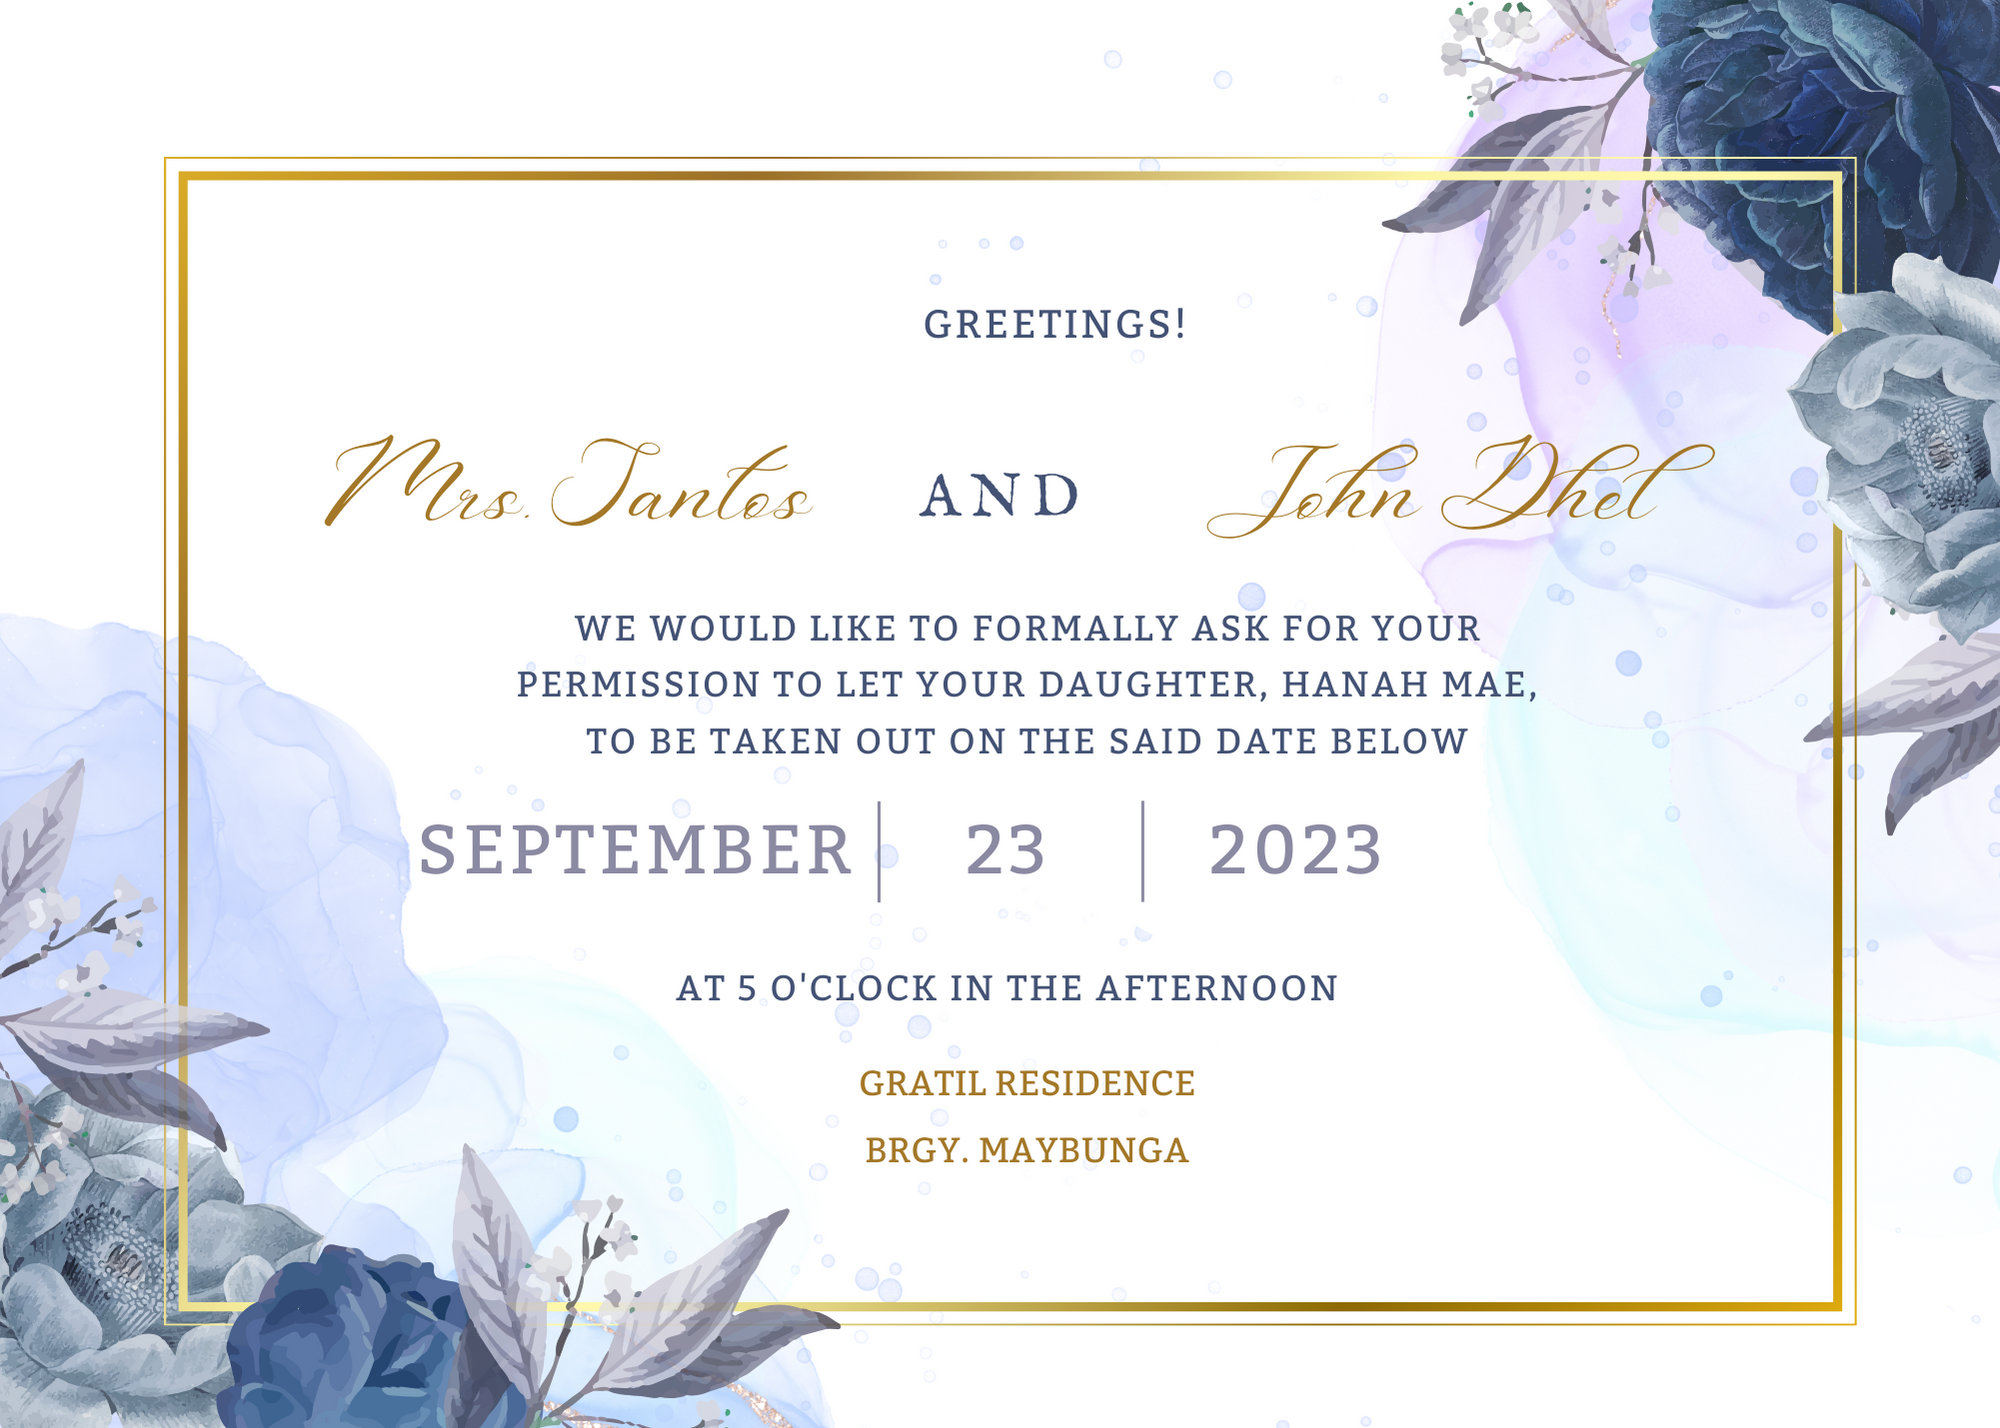 GREETINGS!
Mrs. Santos AND John Dhel
WE WOULD LIKE TO FORMALLY ASK FOR YOUR
PERMISSION TO LET YOUR DAUGHTER, HANAH MAE,
TO BE TAKEN OUT ON THE SAID DATE BELOW
SEPTEMBER 23 2023
AT 5 O'CLOCK IN THE AFTERNOON
GRATIL RESIDENCE
BRGY. MAYBUNGA